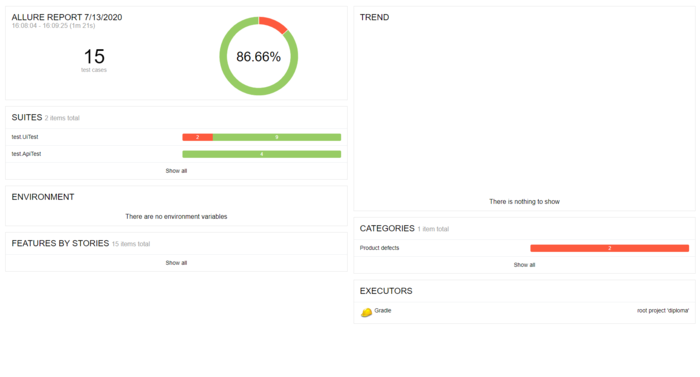 ALLURE REPORT 7/13/2020
16:08:04 - 16:09:25 (1m 21s)
15
test cases
86.66%
SUITES 2 items total
test.UiTest 2 9
test.ApiTest 4
Show all
ENVIRONMENT
There are no environment variables
FEATURES BY STORIES 15 items total
Show all
TREND
There is nothing to show
CATEGORIES 1 item total
Product defects 2
Show all
EXECUTORS
Gradle root project 'diploma'